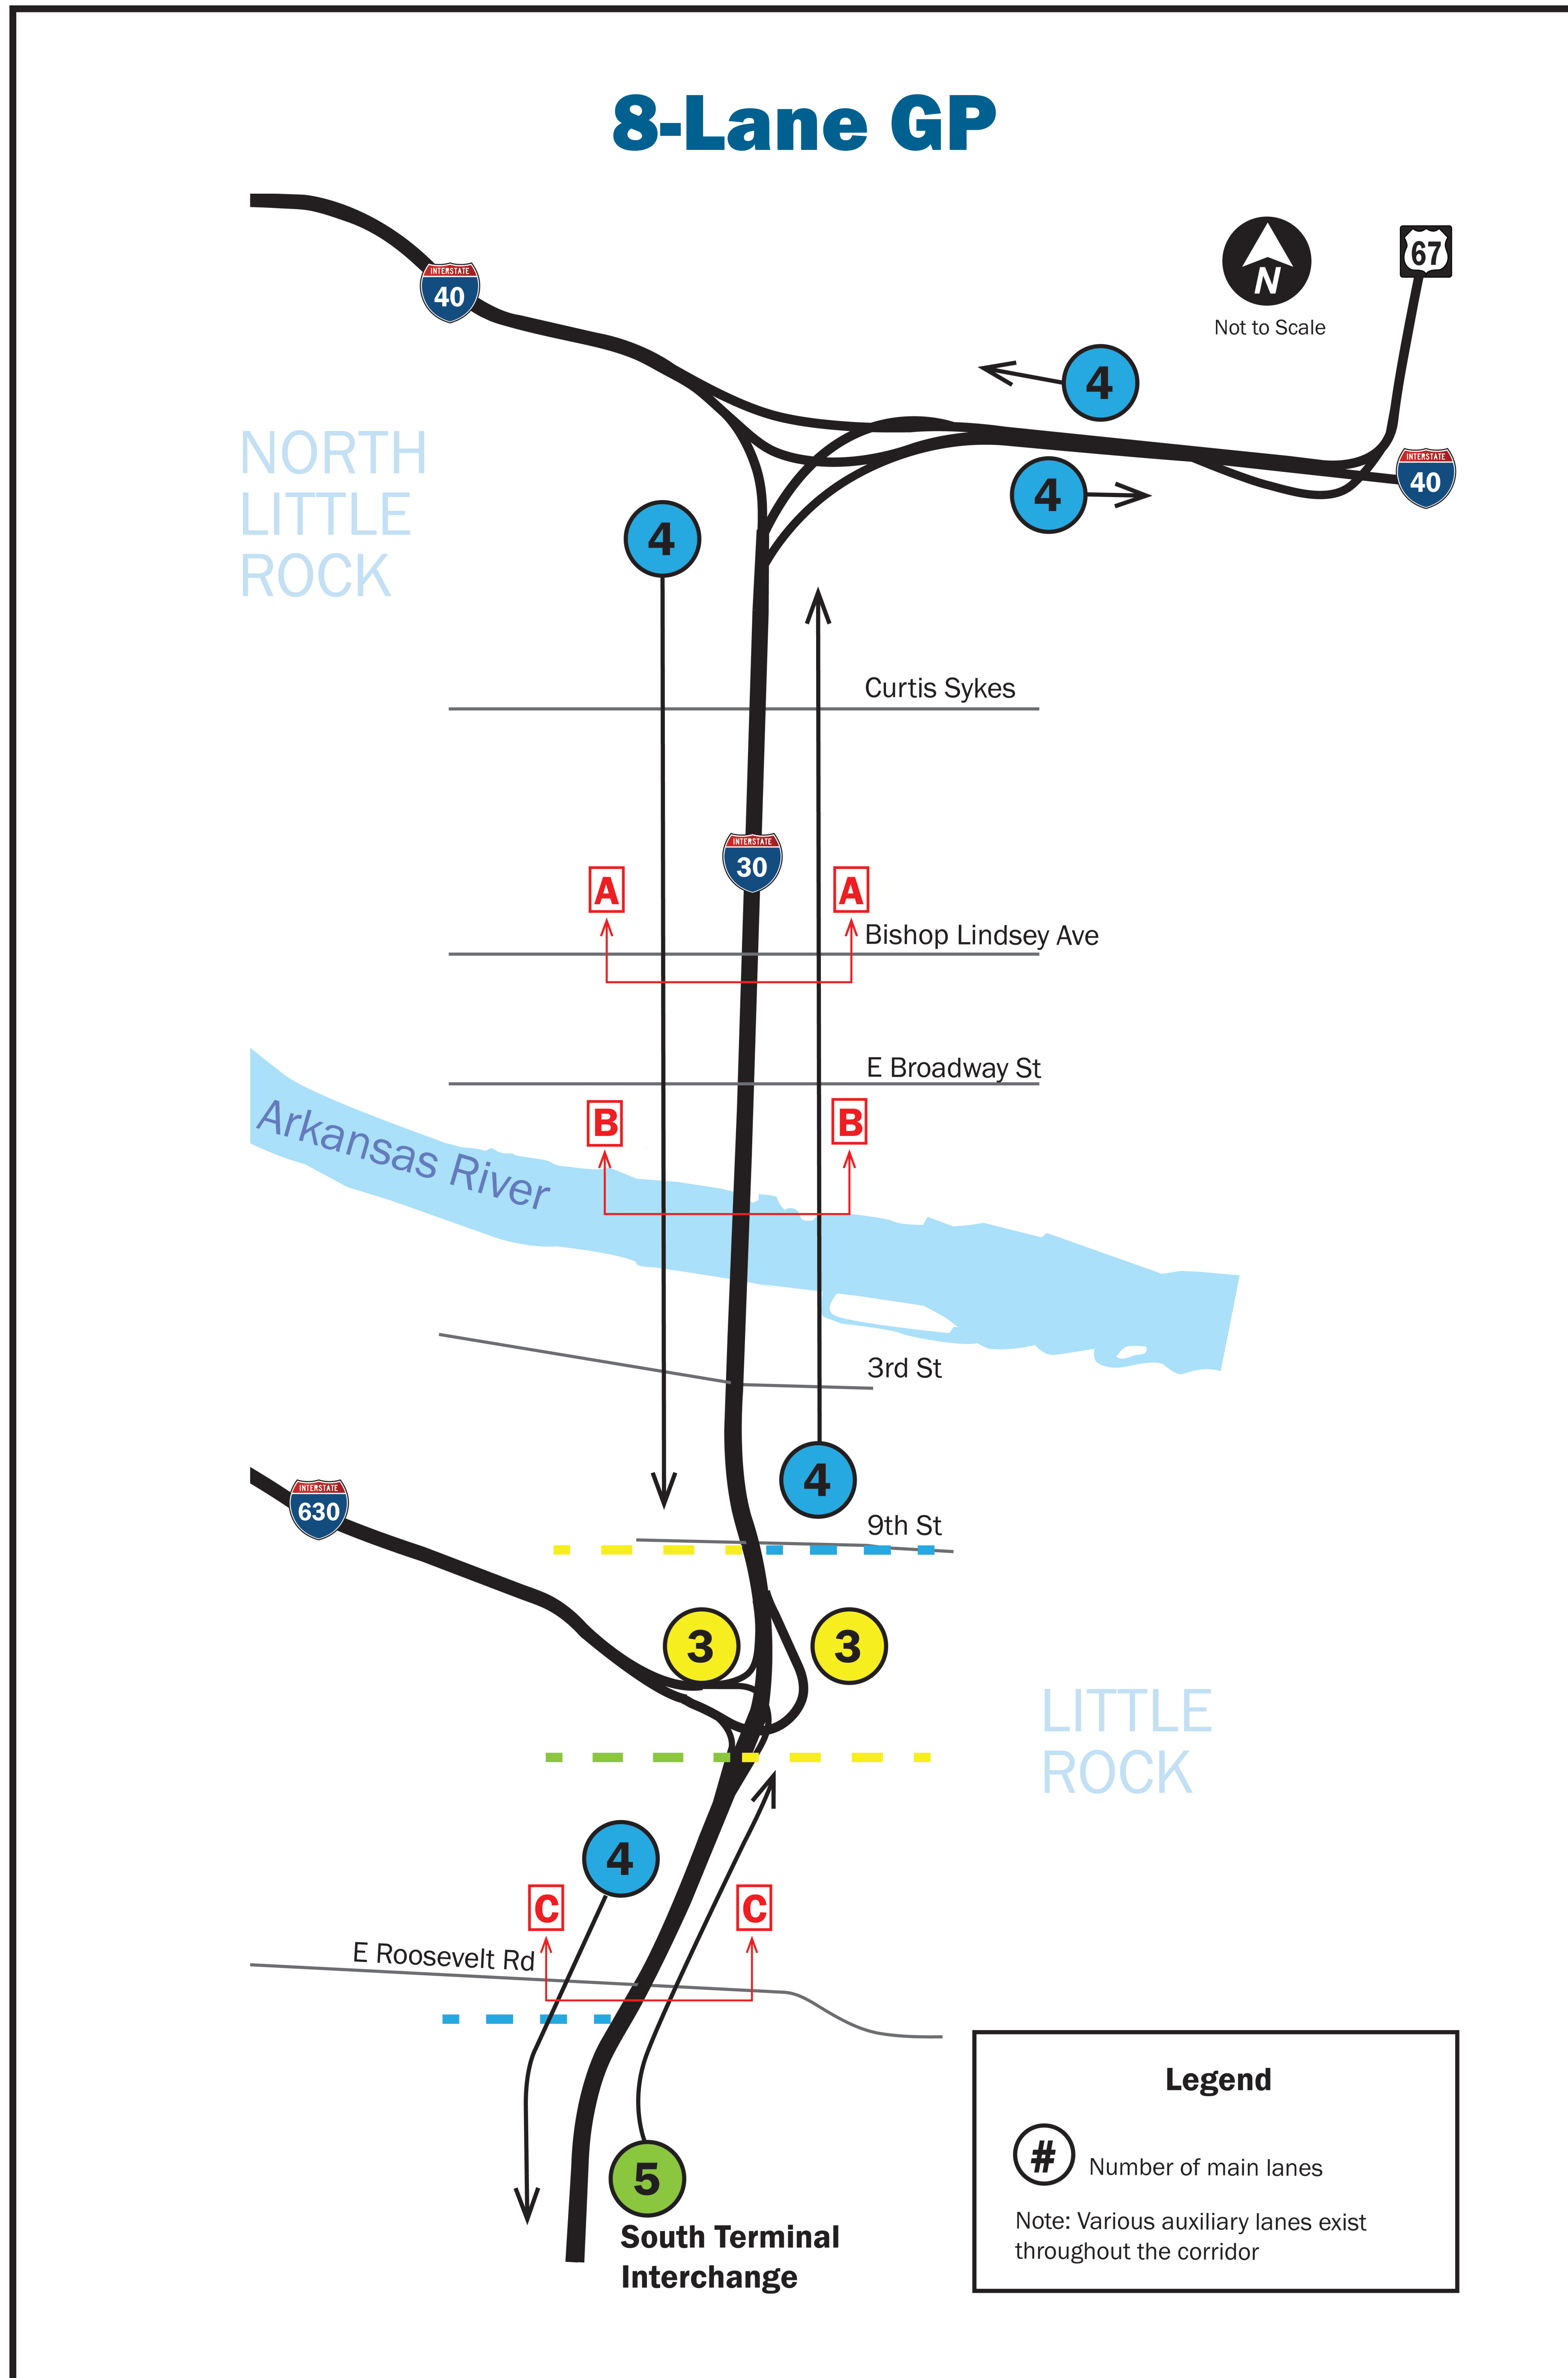 8-Lane GP
INTERSTATE
40
67
N
Not to Scale
4
NORTH
LITTLE
ROCK
INTERSTATE
40
4
4
Curtis Sykes
INTERSTATE
30
A
A
Bishop Lindsey Ave
E Broadway St
B
B
Arkansas River
3rd St
4
INTERSTATE
630
9th St
3
3
LITTLE
ROCK
4
C
C
E Roosevelt Rd
5
South Terminal
Interchange
Legend
#
Number of main lanes
Note: Various auxiliary lanes exist
throughout the corridor